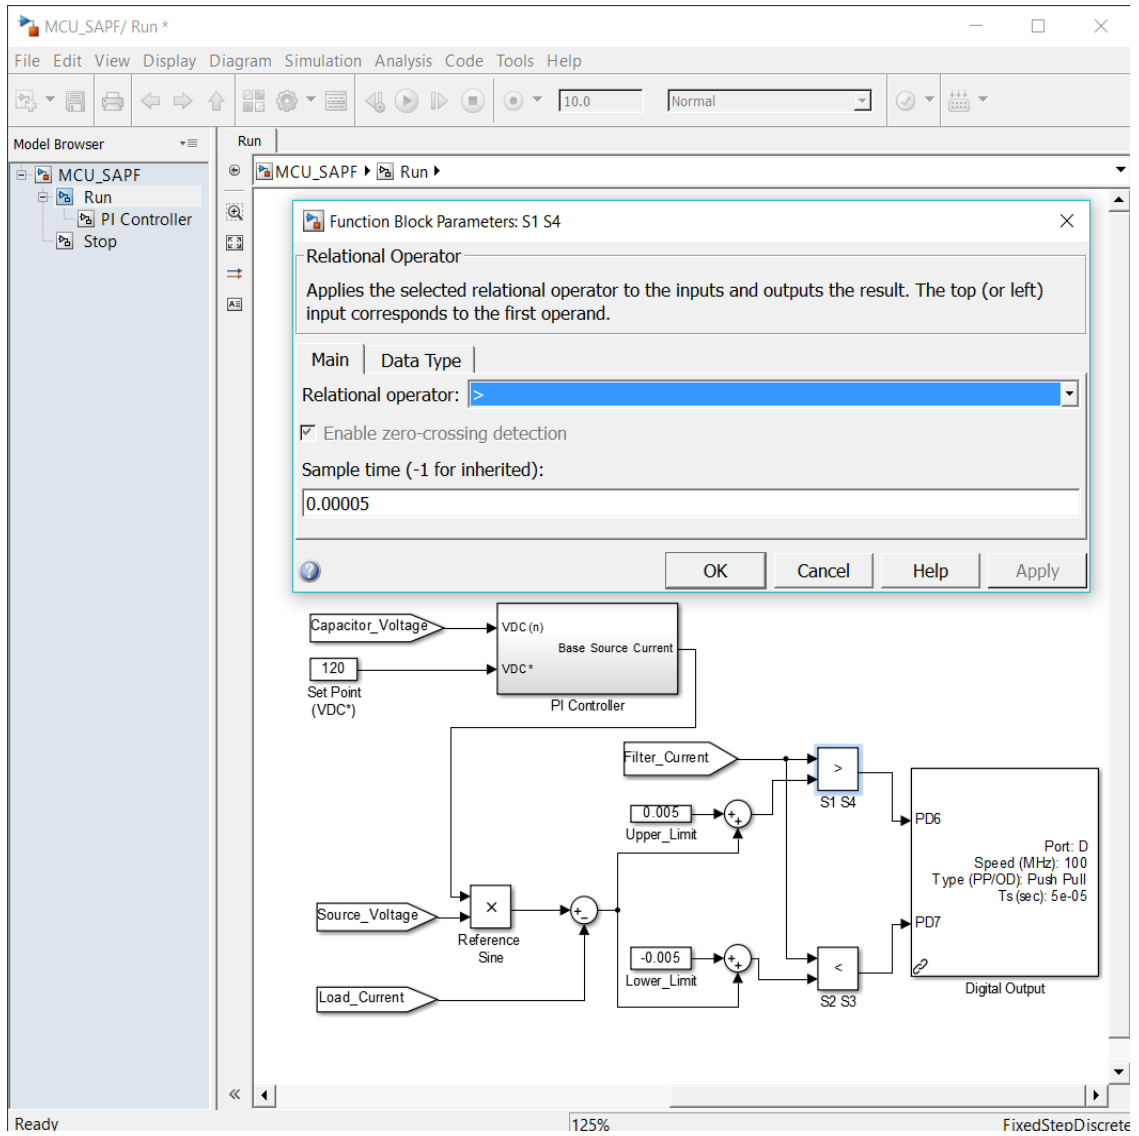 MCU_SAPF/ Run *
File Edit View Display Diagram Simulation Analysis Code Tools Help
10.0
Normal
Model Browser
Run
MCU_SAPF
Run
PI Controller
Stop
MCU_SAPF
Run
Function Block Parameters: S1 S4
Relational Operator
Applies the selected relational operator to the inputs and outputs the result. The top (or left)
input corresponds to the first operand.
Main
Data Type
Relational operator:
>
Enable zero-crossing detection
Sample time (-1 for inherited):
0.00005
OK
Cancel
Help
Apply
Capacitor_Voltage
VDC (n)
Base Source Current
120
VDC*
Set Point
(VDC*)
PI Controller
Filter_Current
>
S1 S4
0.005
Upper_Limit
PD6
Port: D
Speed (MHz): 100
Type (PP/OD): Push Pull
Ts (sec): 5e-05
Source_Voltage
×
Reference
Sine
PD7
-0.005
Lower_Limit
<
S2 S3
Digital Output
Load_Current
Ready
125%
FixedStepDiscrete